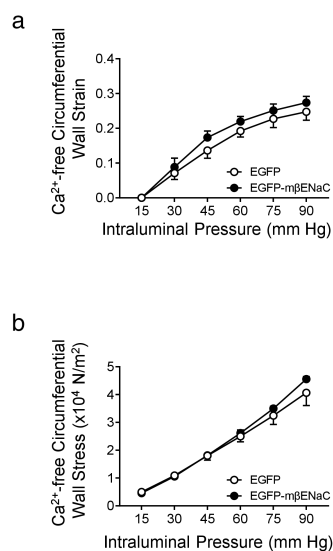 a
Ca2+-free Circumferential
Wall Strain
0.4
0.3
0.2
0.1
0.0
EGFP
EGFP-mβENaC
15 30 45 60 75 90
Intraluminal Pressure (mm Hg)
b
Ca2+-free Circumferential
Wall Stress (x10⁴ N/m²)
5
4
3
2
1
0
EGFP
EGFP-mβENaC
15 30 45 60 75 90
Intraluminal Pressure (mm Hg)